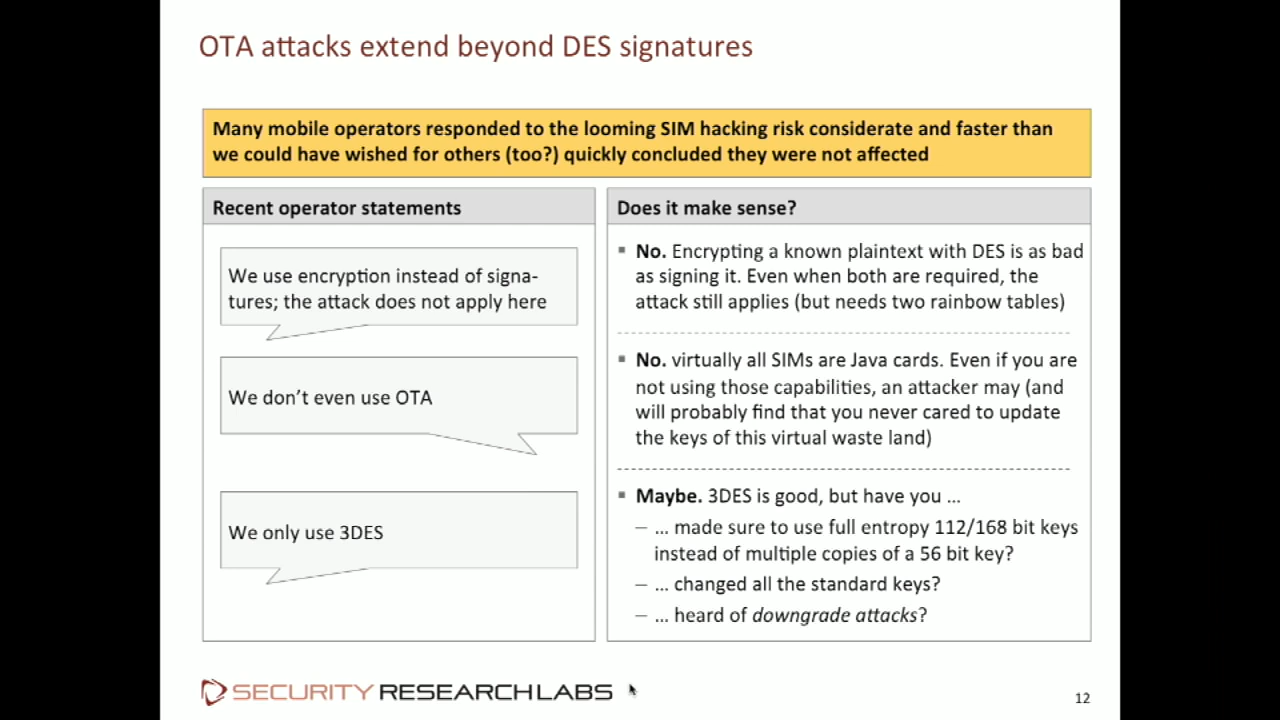 OTA attacks extend beyond DES signatures
Many mobile operators responded to the looming SIM hacking risk considerate and faster than
we could have wished for others (too?) quickly concluded they were not affected
Recent operator statements
We use encryption instead of signa-
tures; the attack does not apply here
We don’t even use OTA
We only use 3DES
Does it make sense?
▪ No. Encrypting a known plaintext with DES is as bad
as signing it. Even when both are required, the
attack still applies (but needs two rainbow tables)
▪ No. virtually all SIMs are Java cards. Even if you are
not using those capabilities, an attacker may (and
will probably find that you never cared to update
the keys of this virtual waste land)
▪ Maybe. 3DES is good, but have you …
– … made sure to use full entropy 112/168 bit keys
instead of multiple copies of a 56 bit key?
– … changed all the standard keys?
– … heard of downgrade attacks?
SECURITY RESEARCH LABS
12